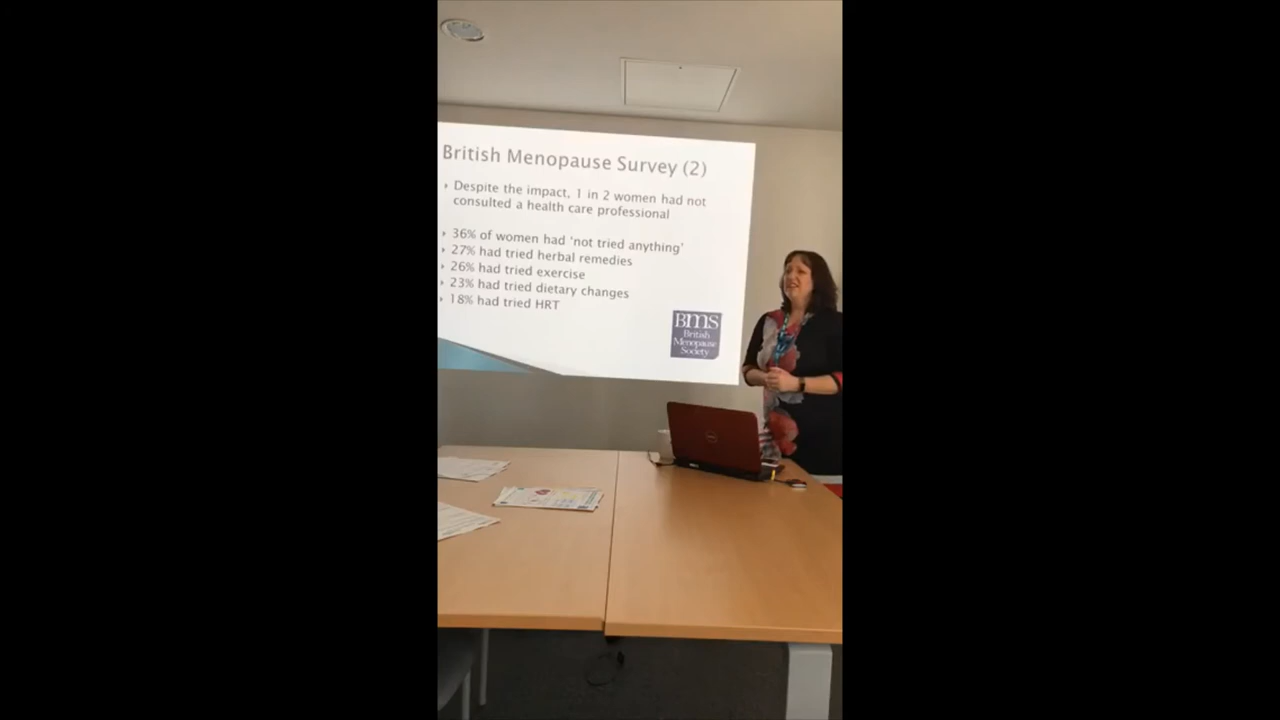 British Menopause Survey (2)
Despite the impact, 1 in 2 women had not
consulted a health care professional
36% of women had 'not tried anything'
27% had tried herbal remedies
26% had tried exercise
23% had tried dietary changes
18% had tried HRT
BMS
British
Menopause
Society